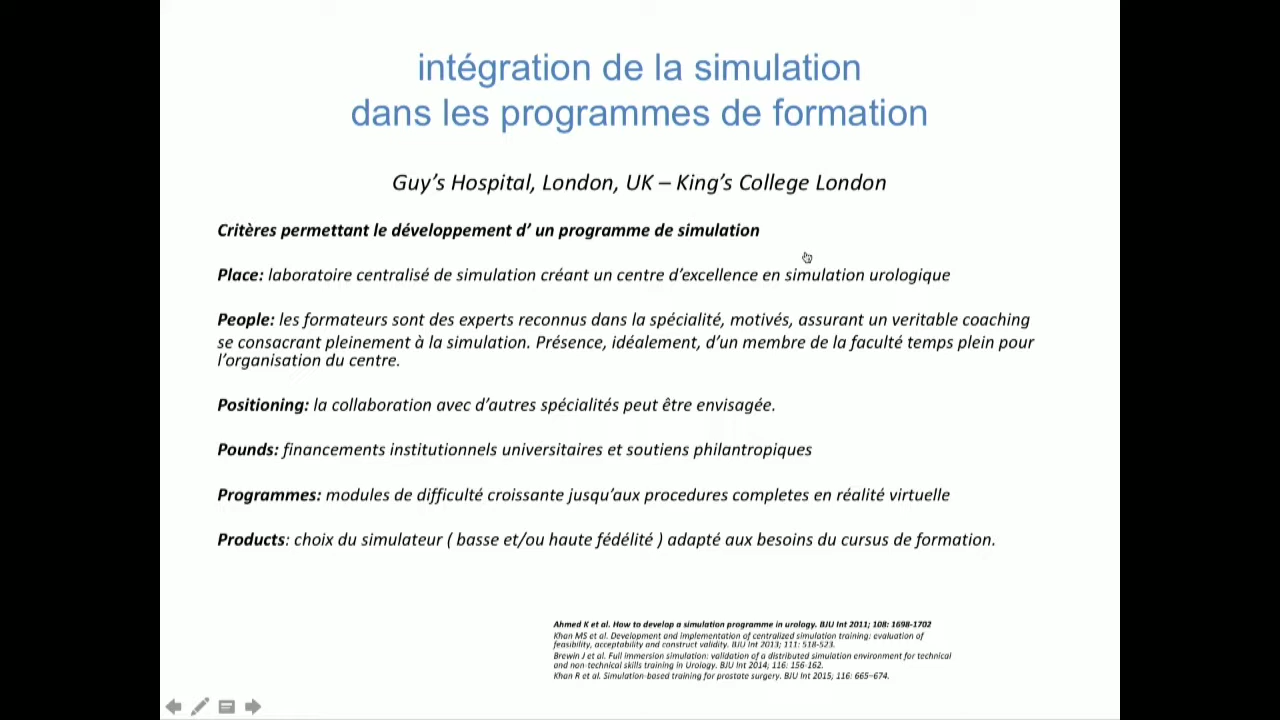 intégration de la simulation
dans les programmes de formation
Guy's Hospital, London, UK – King's College London
Critères permettant le développement d' un programme de simulation
Place: laboratoire centralisé de simulation créant un centre d'excellence en simulation urologique
People: les formateurs sont des experts reconnus dans la spécialité, motivés, assurant un veritable coaching
se consacrant pleinement à la simulation. Présence, idéalement, d'un membre de la faculté temps plein pour
l'organisation du centre.
Positioning: la collaboration avec d'autres spécialités peut être envisagée.
Pounds: financements institutionnels universitaires et soutiens philantropiques
Programmes: modules de difficulté croissante jusqu'aux procedures completes en réalité virtuelle
Products: choix du simulateur ( basse et/ou haute fédélité ) adapté aux besoins du cursus de formation.
Ahmed K et al. How to develop a simulation programme in urology. BJU Int 2011; 108: 1698-1702
Khan MS et al. Development and implementation of centralized simulation training: evaluation of
feasibility, acceptability and construct validity. BJU Int 2013; 111: 518-523.
Brewin J et al. Full immersion simulation: validation of a distributed simulation environment for technical
and non-technical skills training in Urology. BJU Int 2014; 116: 156-162.
Khan R et al. Simulation-based training for prostate surgery. BJU Int 2015; 116: 665–674.